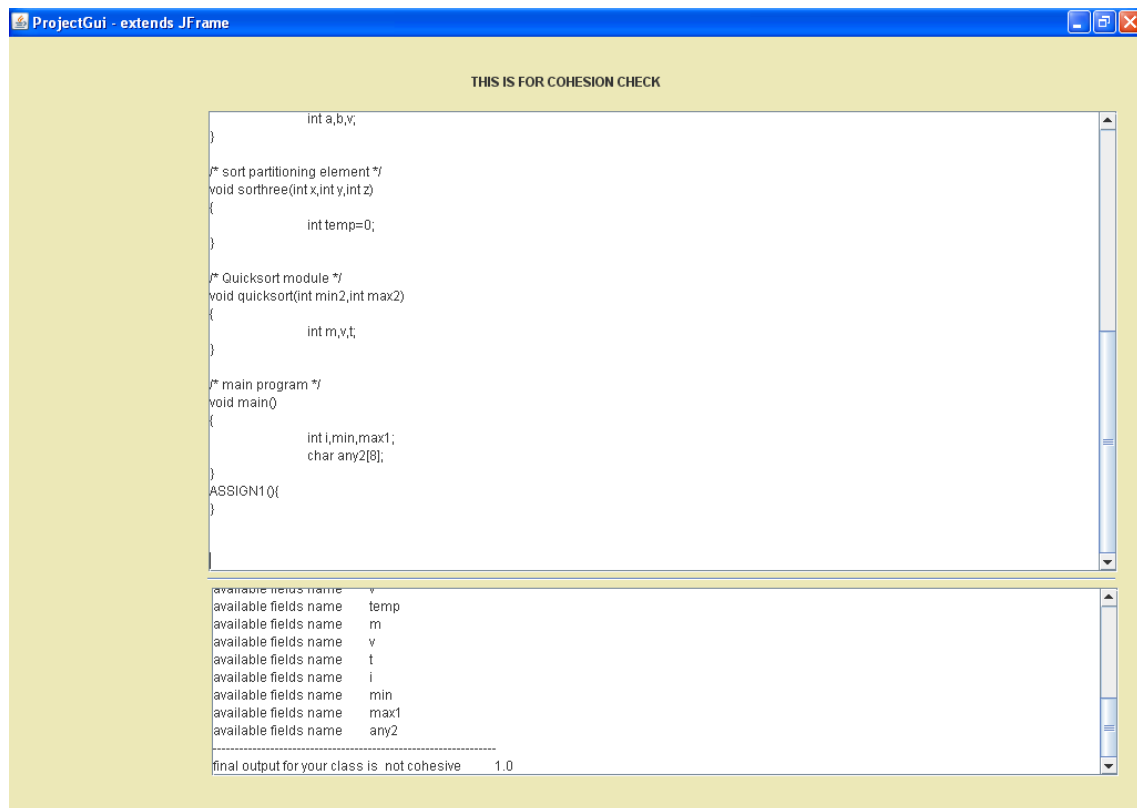 ProjectGui - extends JFrame
THIS IS FOR COHESION CHECK
int a,b,v;
}
/* sort partitioning element */
void sorthree(int x,int y,int z)
{
int temp=0;
}
/* Quicksort module */
void quicksort(int min2,int max2)
{
int m,v,t;
}
/* main program */
void main()
{
int i,min,max1;
char any2[8];
}
ASSIGN1(){
}
available fields name v
available fields name temp
available fields name m
available fields name v
available fields name t
available fields name i
available fields name min
available fields name max1
available fields name any2
----------------------------------------------------------------
final output for your class is  not cohesive 1.0